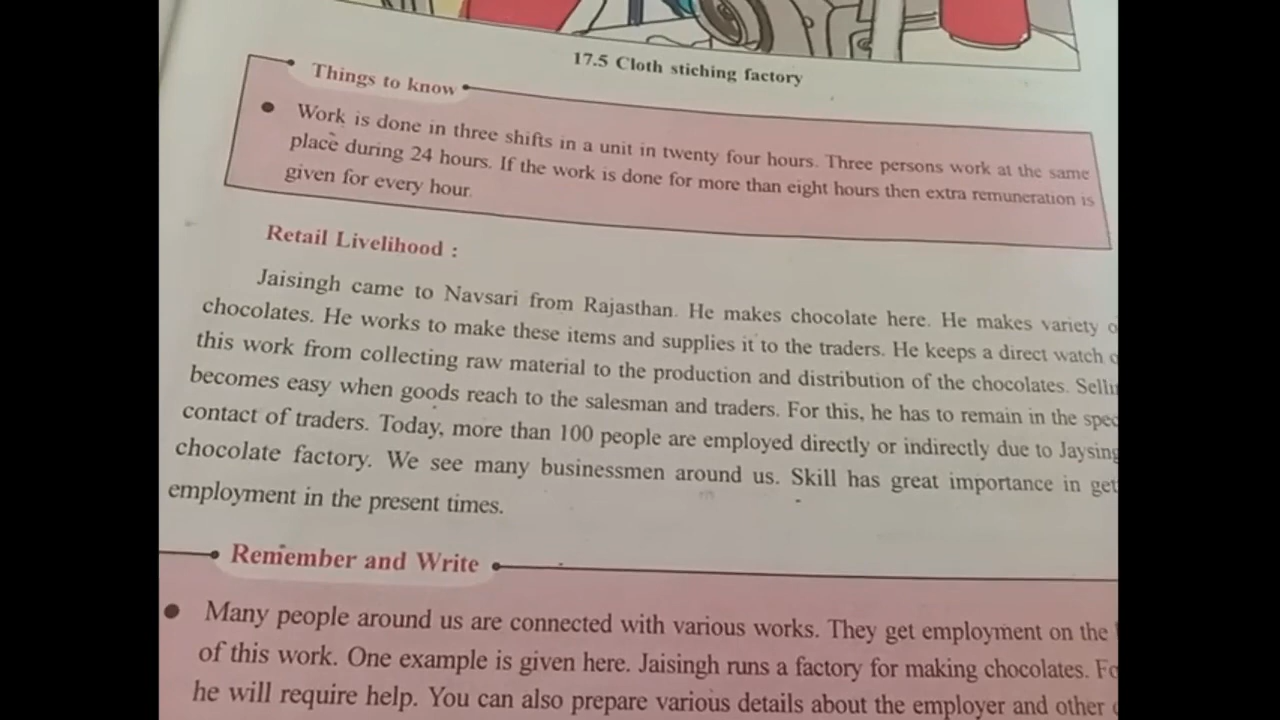 17.5 Cloth stiching factory
Things to know
● Work is done in three shifts in a unit in twenty four hours. Three persons work at the same
place during 24 hours. If the work is done for more than eight hours then extra remuneration is
given for every hour.
Retail Livelihood :
Jaisingh came to Navsari from Rajasthan. He makes chocolate here. He makes variety
chocolates. He works to make these items and supplies it to the traders. He keeps a direct watch
this work from collecting raw material to the production and distribution of the chocolates.
becomes easy when goods reach to the salesman and traders. For this, he has to remain in the
contact of traders. Today, more than 100 people are employed directly or indirectly due to Jaysing
chocolate factory. We see many businessmen around us. Skill has great importance in get
employment in the present times.
Remember and Write
● Many people around us are connected with various works. They get employment on the
of this work. One example is given here. Jaisingh runs a factory for making chocolates.
he will require help. You can also prepare various details about the employer and other